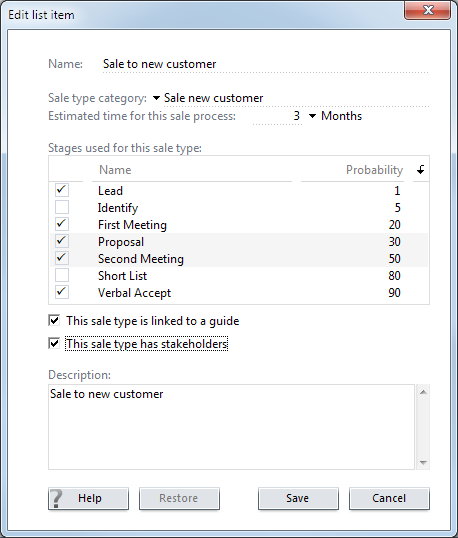 Edit list item
Name: Sale to new customer
Sale type category: Sale new customer
Estimated time for this sale process: 3 Months
Stages used for this sale type:
Name Probability
Lead 1
Identify 5
First Meeting 20
Proposal 30
Second Meeting 50
Short List 80
Verbal Accept 90
This sale type is linked to a guide
This sale type has stakeholders
Description:
Sale to new customer
? Help Restore Save Cancel